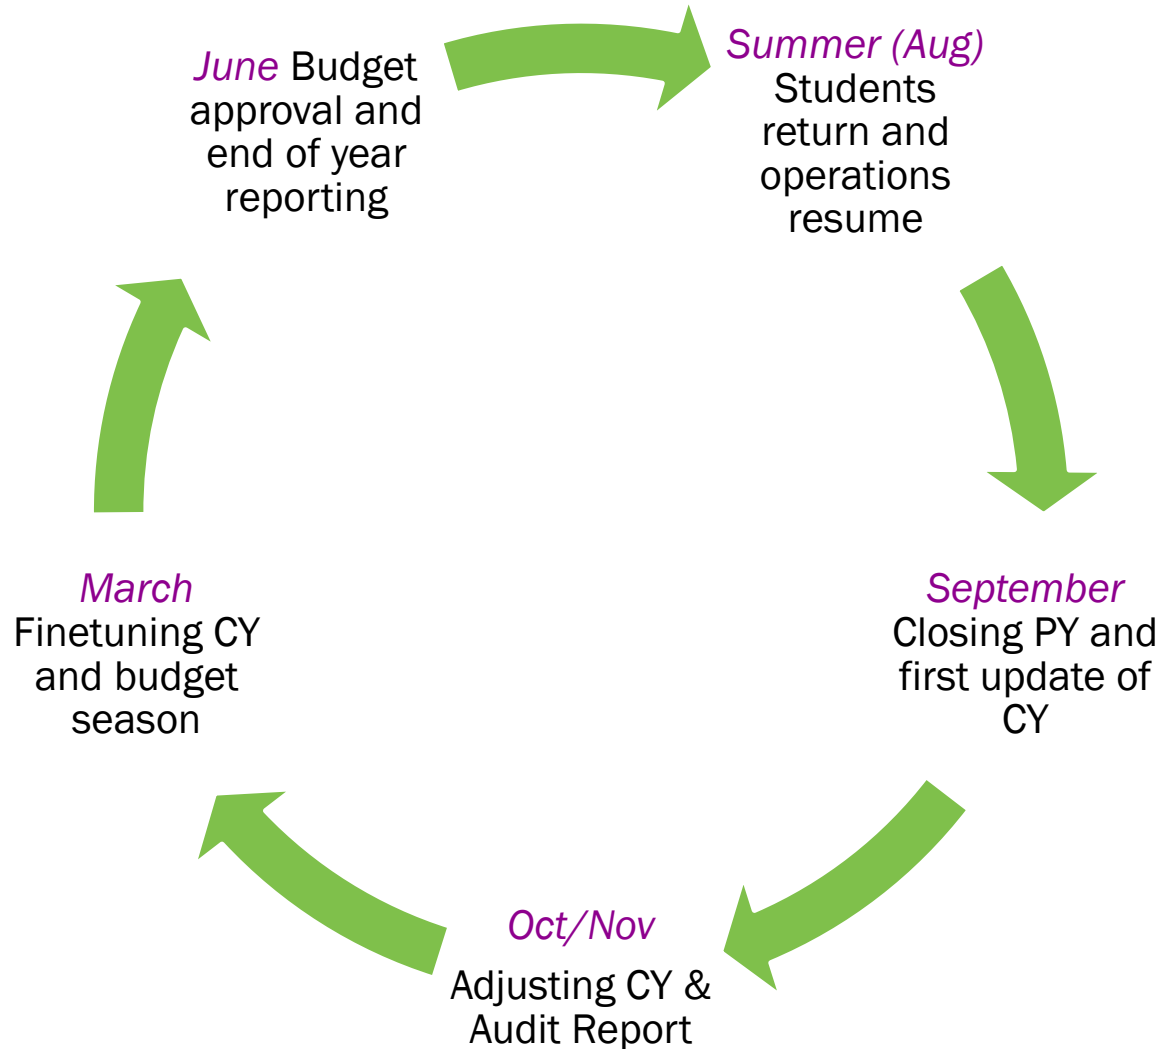 June Budget
approval and
end of year
reporting
Summer (Aug)
Students
return and
operations
resume
September
Closing PY and
first update of
CY
Oct/Nov
Adjusting CY &
Audit Report
March
Finetuning CY
and budget
season